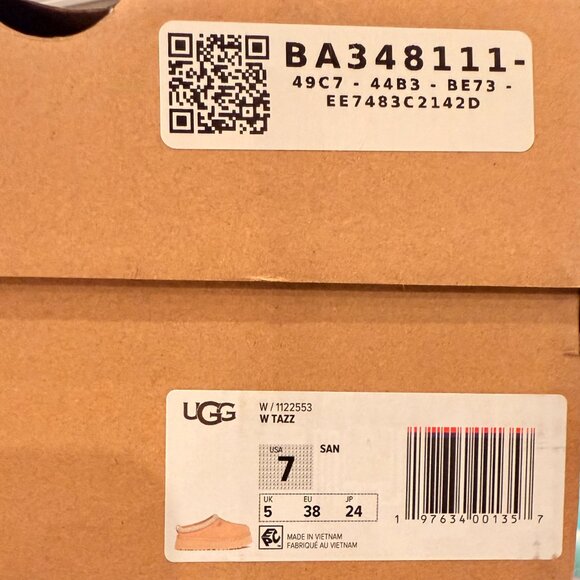 BA348111-
49C7 - 44B3 - BE73 -
EE7483C2142D
UGG
W / 1122553
W TAZZ
USA
7
SAN
UK EU JP
5 38 24
MADE IN VIETNAM
FABRIQUÉ AU VIETNAM
1 97634 00135 7